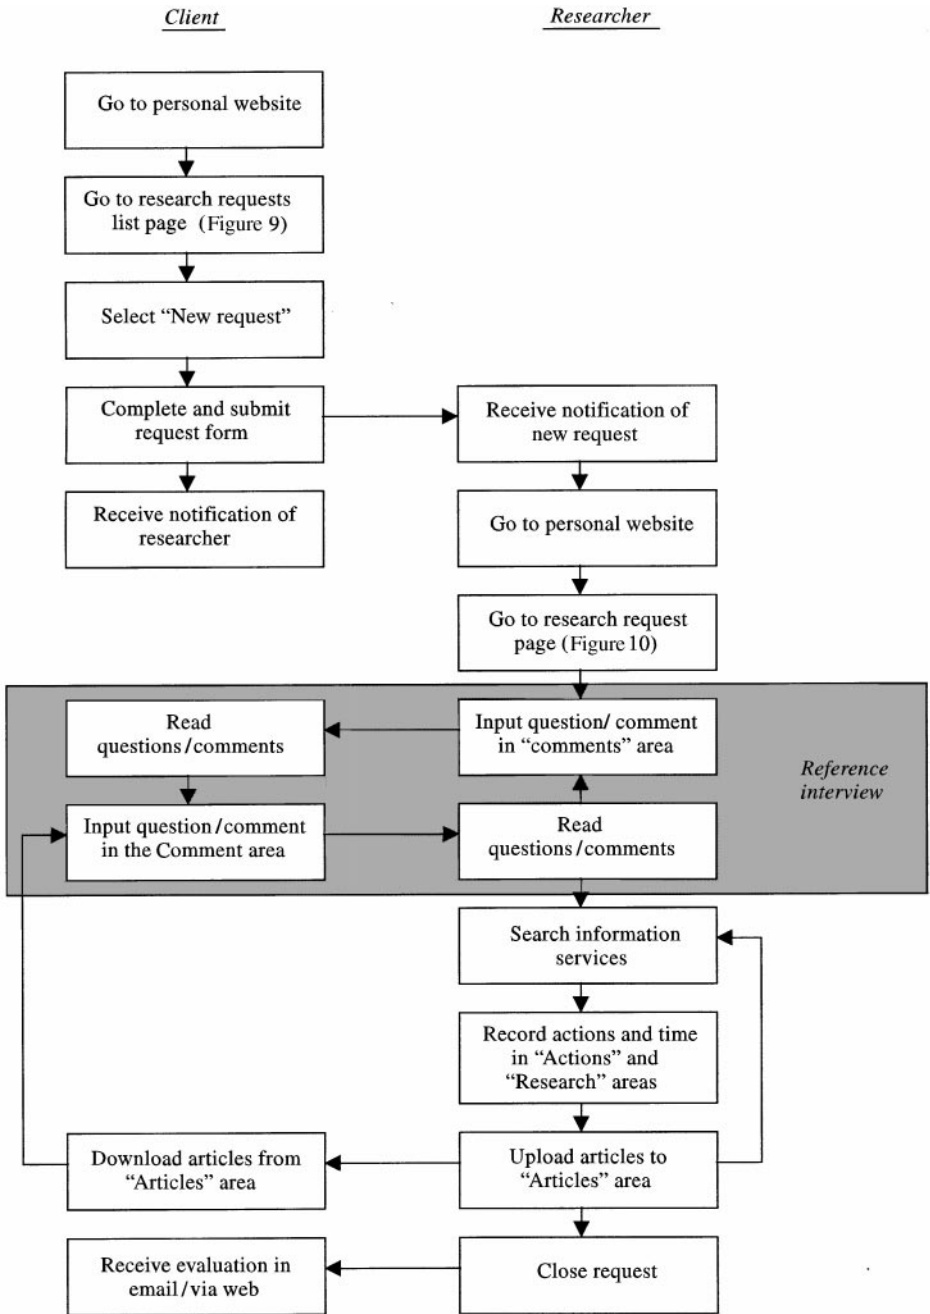 Client
Researcher
Go to personal website
Go to research requests
list page (Figure 9)
Select “New request”
Complete and submit
request form
Receive notification of
new request
Receive notification of
researcher
Go to personal website
Go to research request
page (Figure 10)
Read
questions/comments
Input question/ comment
in “comments” area
Reference
interview
Input question/comment
in the Comment area
Read
questions/comments
Search information
services
Record actions and time
in “Actions” and
“Research” areas
Download articles from
“Articles” area
Upload articles to
“Articles” area
Receive evaluation in
email/via web
Close request